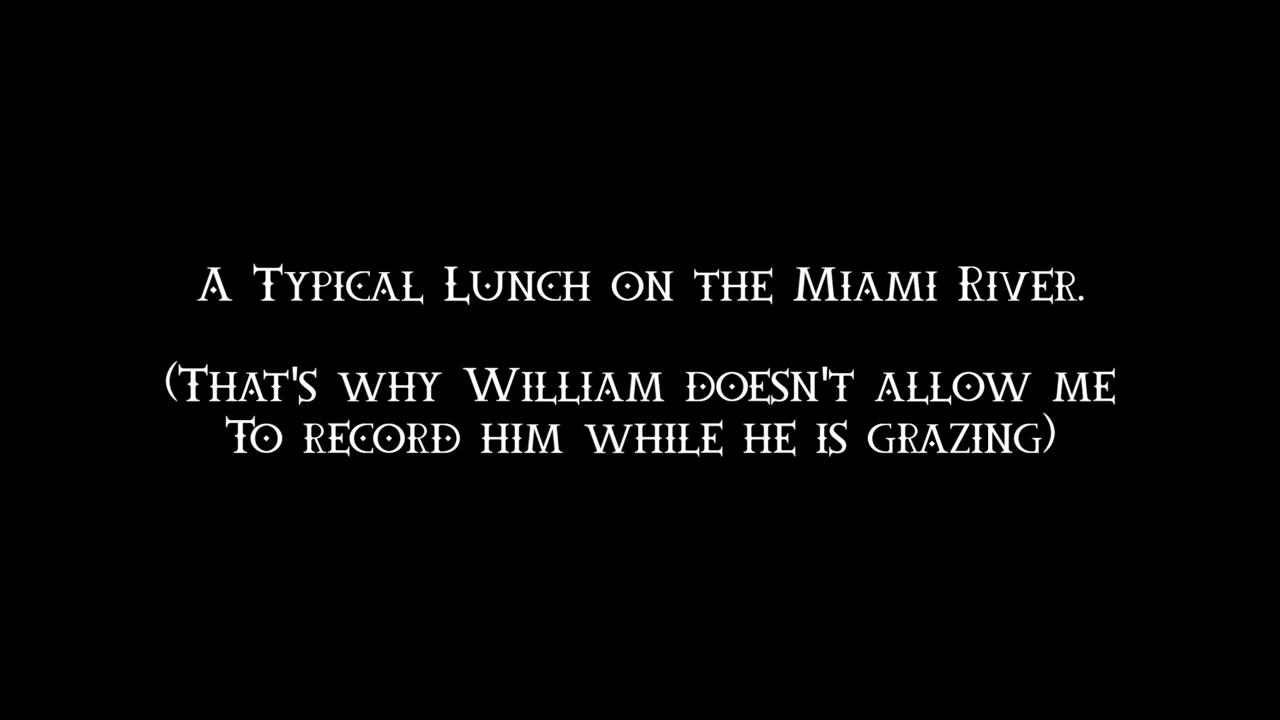 A Typical Lunch on the Miami River.
(That's why William doesn't allow me
to record him while he is grazing)